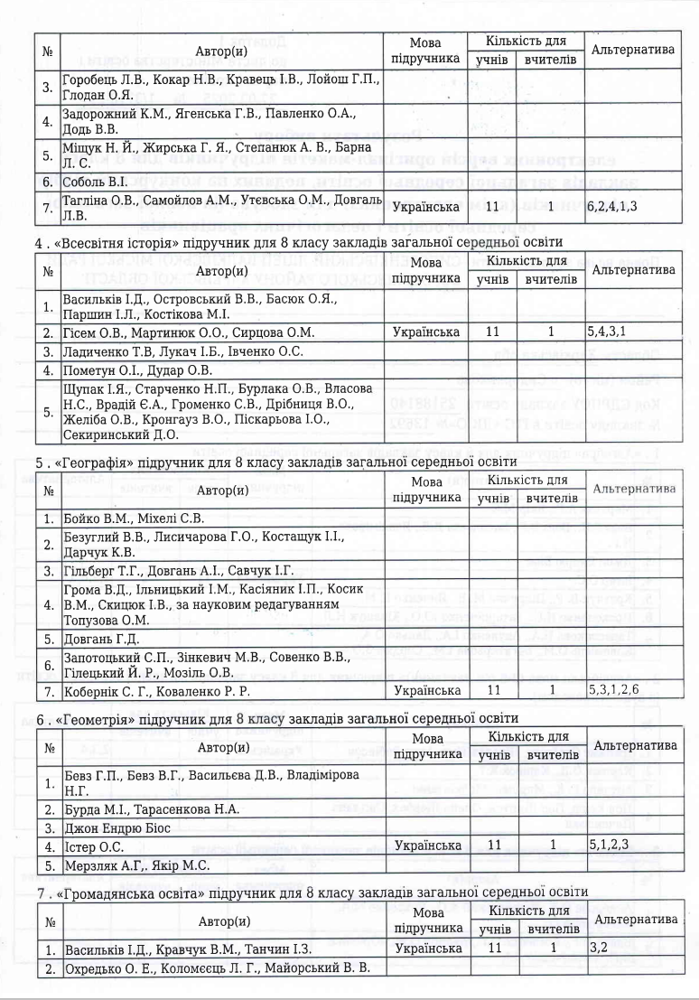 № Автор(и) Мова підручника Кількість для Альтернатива
учнів вчителів
3. Горобець Л.В., Кокар Н.В., Кравець І.В., Лойош Г.П.,
Глодан О.Я.
4. Задорожний К.М., Ягенська Г.В., Павленко О.А.,
Додь В.В.
5. Міщук Н. Й., Жирська Г. Я., Степанюк А. В., Барна
Л. С.
6. Соболь В.І.
7. Тагліна О.В., Самойлов А.М., Утєвська О.М., Довгаль
Л.В. Українська 11 1 6,2,4,1,3
4 . «Всесвітня історія» підручник для 8 класу закладів загальної середньої освіти
№ Автор(и) Мова підручника Кількість для Альтернатива
учнів вчителів
1. Васильків І.Д., Островський В.В., Басюк О.Я.,
Паршин І.Л., Костікова М.І.
2. Гісем О.В., Мартинюк О.О., Сирцова О.М. Українська 11 1 5,4,3,1
3. Ладиченко Т.В, Лукач І.Б., Івченко О.С.
4. Пометун О.І., Дудар О.В.
5. Щупак І.Я., Старченко Н.П., Бурлака О.В., Власова
Н.С., Врадій Є.А., Громенко С.В., Дрібниця В.О.,
Желіба О.В., Кронгауз В.О., Піскарьова І.О.,
Секиринський Д.О.
5 . «Географія» підручник для 8 класу закладів загальної середньої освіти
№ Автор(и) Мова підручника Кількість для Альтернатива
учнів вчителів
1. Бойко В.М., Міхелі С.В.
2. Безуглий В.В., Лисичарова Г.О., Костащук І.І.,
Дарчук К.В.
3. Гільберг Т.Г., Довгань А.І., Савчук І.Г.
4. Грома В.Д., Ільницький І.М., Касіяник І.П., Косик
В.М., Скицюк І.В., за науковим редагуванням
Топузова О.М.
5. Довгань Г.Д.
6. Запотоцький С.П., Зінкевич М.В., Совенко В.В.,
Гілецький Й. Р., Мозіль О.В.
7. Кобернік С. Г., Коваленко Р. Р. Українська 11 1 5,3,1,2,6
6 . «Геометрія» підручник для 8 класу закладів загальної середньої освіти
№ Автор(и) Мова підручника Кількість для Альтернатива
учнів вчителів
1. Бевз Г.П., Бевз В.Г., Васильєва Д.В., Владімірова
Н.Г.
2. Бурда М.І., Тарасенкова Н.А.
3. Джон Ендрю Біос
4. Істер О.С. Українська 11 1 5,1,2,3
5. Мерзляк А.Г,. Якір М.С.
7 . «Громадянська освіта» підручник для 8 класу закладів загальної середньої освіти
№ Автор(и) Мова підручника Кількість для Альтернатива
учнів вчителів
1. Васильків І.Д., Кравчук В.М., Танчин І.З. Українська 11 1 3,2
2. Охредько О. Е., Коломєєць Л. Г., Майорський В. В.